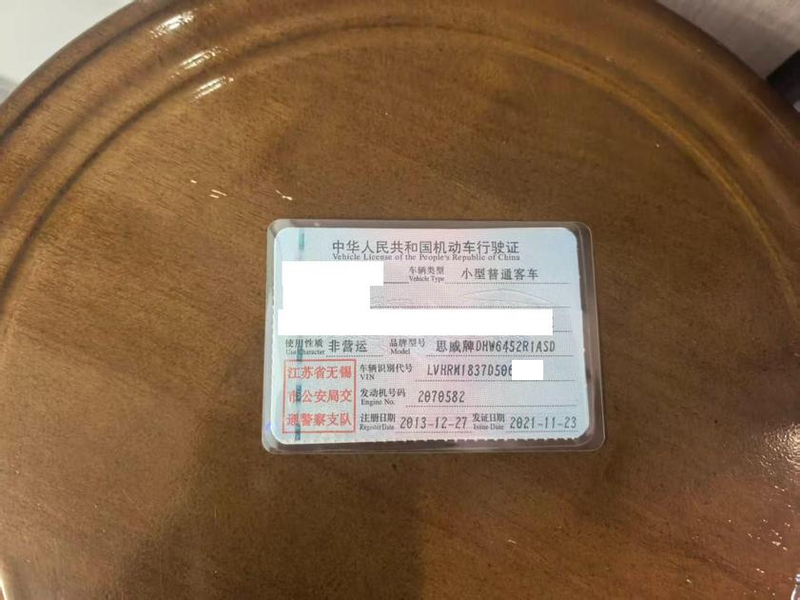 中华人民共和国机动车行驶证
Vehicle License of the People's Republic of China
车辆类型 小型普通客车
Vehicle Type
使用性质 非营运 品牌型号 思威牌DHW6452R1ASD
Use Character Model
江苏省无锡
市公安局交
通警察支队
车辆识别代号 LVHRM1837D506
VIN
发动机号码 2070582
Engine No.
注册日期 2013-12-27 发证日期 2021-11-23
Register Date Issue Date